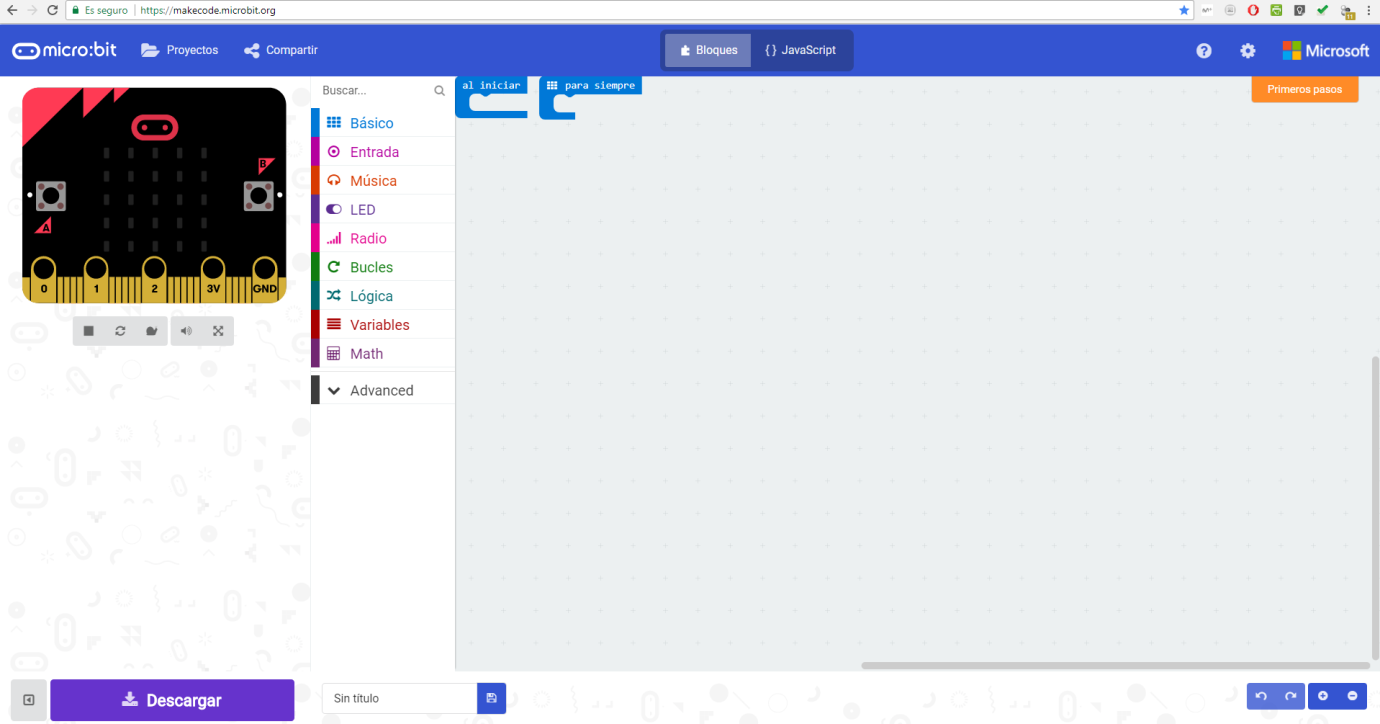 Es seguro https://makecode.microbit.org
micro:bit Proyectos Compartir Bloques {} JavaScript Microsoft
Buscar...
al iniciar para siempre
Primeros pasos
Básico
Entrada
Música
LED
Radio
Bucles
Lógica
Variables
Math
Advanced
B
A
0 1 2 3V GND
Descargar
Sin título
11